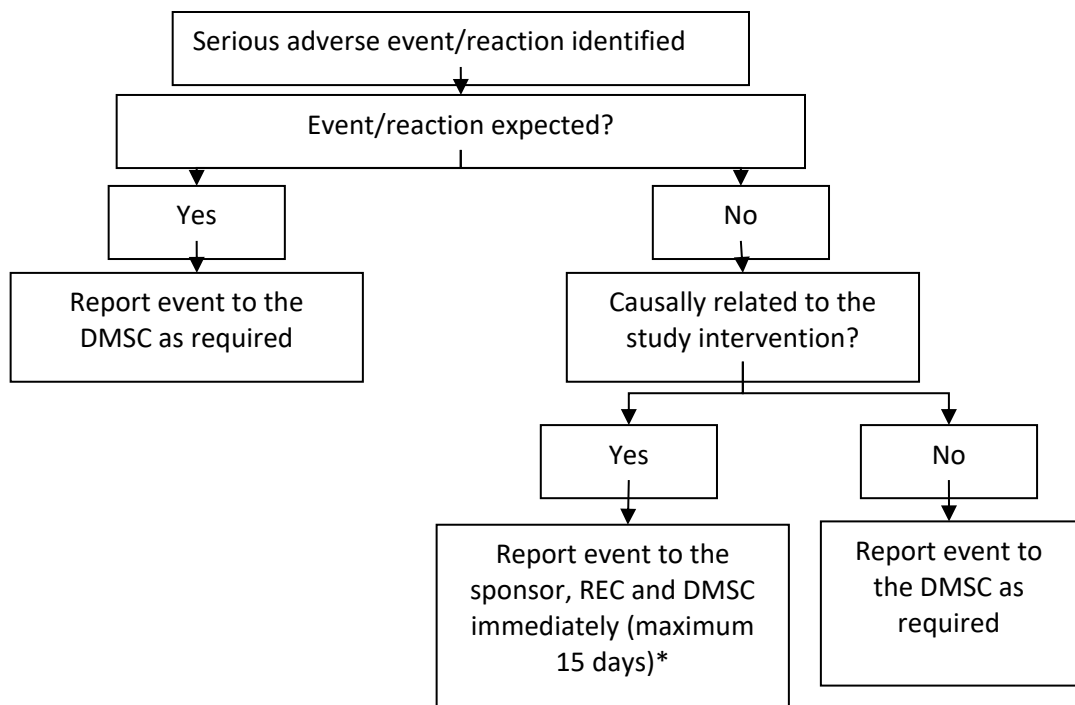 Serious adverse event/reaction identified
Event/reaction expected?
Yes
No
Report event to the
DMSC as required
Causally related to the
study intervention?
Yes
No
Report event to the
sponsor, REC and DMSC
immediately (maximum
15 days)*
Report event to
the DMSC as
required